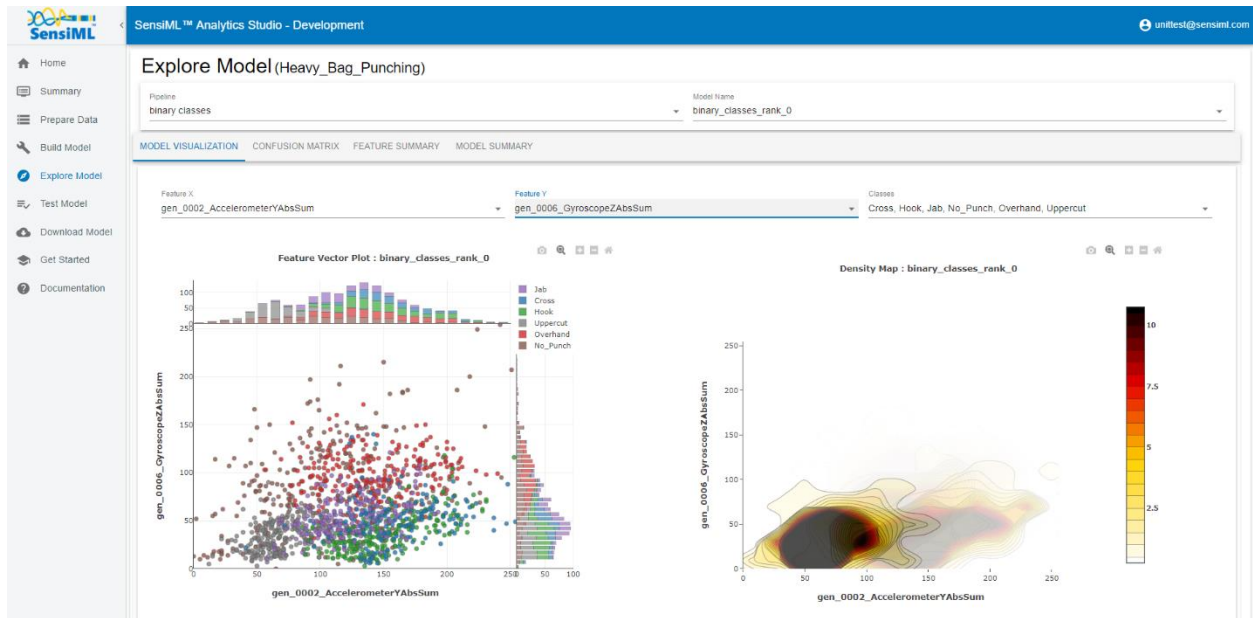 SensiML
SensiML™ Analytics Studio - Development
unittest@sensiml.com
Home
Summary
Prepare Data
Build Model
Explore Model
Test Model
Download Model
Get Started
Documentation
Explore Model (Heavy_Bag_Punching)
Pipeline
binary classes
Model Name
binary_classes_rank_0
MODEL VISUALIZATION CONFUSION MATRIX FEATURE SUMMARY MODEL SUMMARY
Feature X
gen_0002_AccelerometerYAbsSum
Feature Y
gen_0006_GyroscopeZAbsSum
Classes
Cross, Hook, Jab, No_Punch, Overhand, Uppercut
Feature Vector Plot : binary_classes_rank_0
Jab
Cross
Hook
Uppercut
Overhand
No_Punch
100
50
0
250
200
150
100
50
0
gen_0006_GyroscopeZAbsSum
0 50 100 150 200 250 50 100
gen_0002_AccelerometerYAbsSum
Density Map : binary_classes_rank_0
10
7.5
5
2.5
250
200
150
100
50
0
gen_0006_GyroscopeZAbsSum
0 50 100 150 200 250
gen_0002_AccelerometerYAbsSum